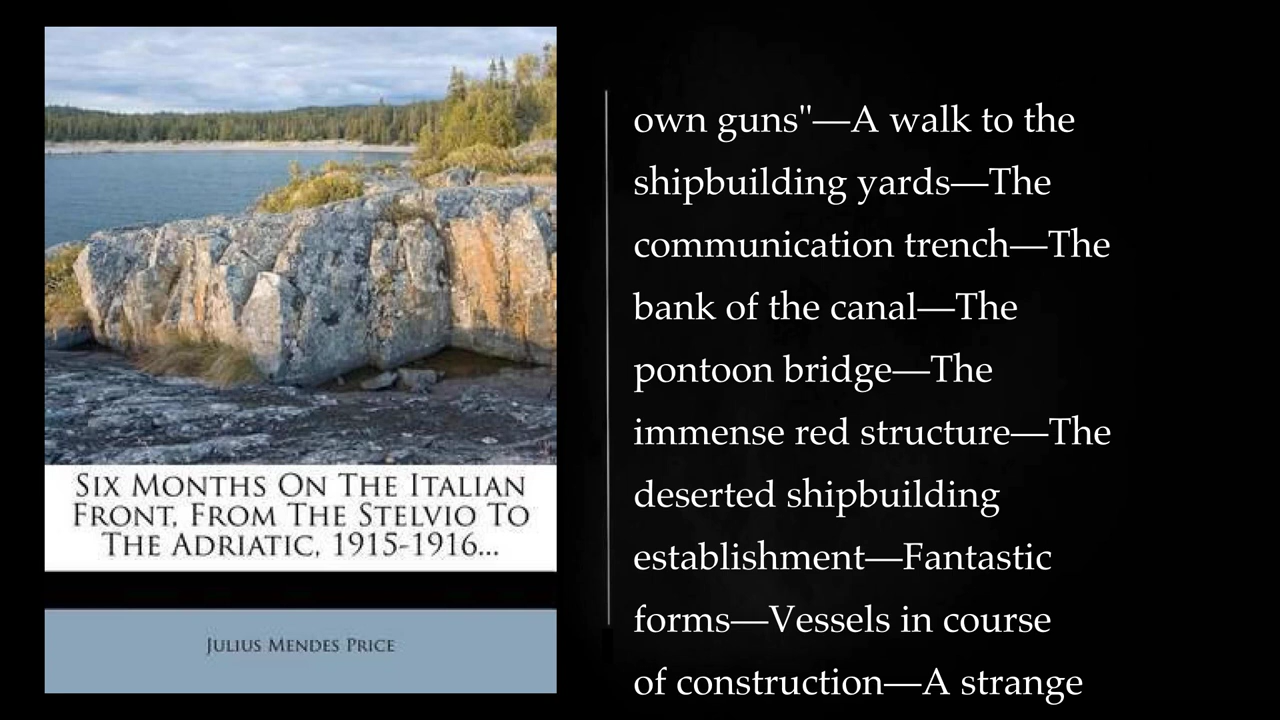 SIX MONTHS ON THE ITALIAN
FRONT, FROM THE STELVIO TO
THE ADRIATIC, 1915-1916...
JULIUS MENDES PRICE
own guns"—A walk to the
shipbuilding yards—The
communication trench—The
bank of the canal—The
pontoon bridge—The
immense red structure—The
deserted shipbuilding
establishment—Fantastic
forms—Vessels in course
of construction—A strange